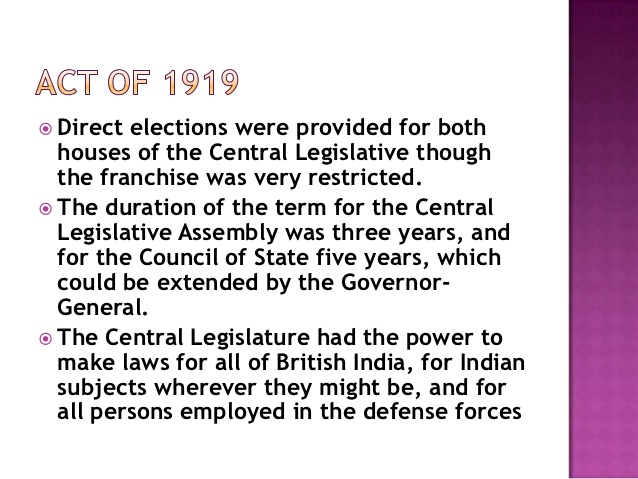 ACT OF 1919
Direct elections were provided for both
houses of the Central Legislative though
the franchise was very restricted.
The duration of the term for the Central
Legislative Assembly was three years, and
for the Council of State five years, which
could be extended by the Governor-
General.
The Central Legislature had the power to
make laws for all of British India, for Indian
subjects wherever they might be, and for
all persons employed in the defense forces